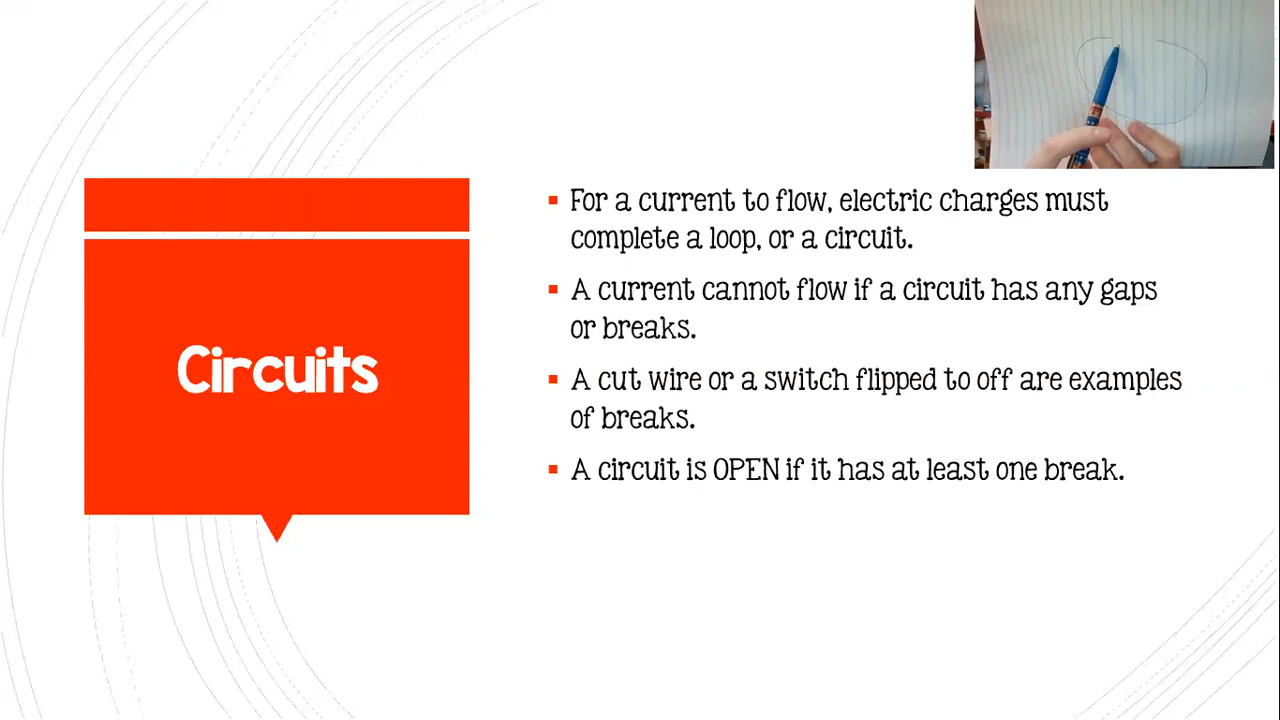 Circuits
For a current to flow, electric charges must
complete a loop, or a circuit.
A current cannot flow if a circuit has any gaps
or breaks.
A cut wire or a switch flipped to off are examples
of breaks.
A circuit is OPEN if it has at least one break.